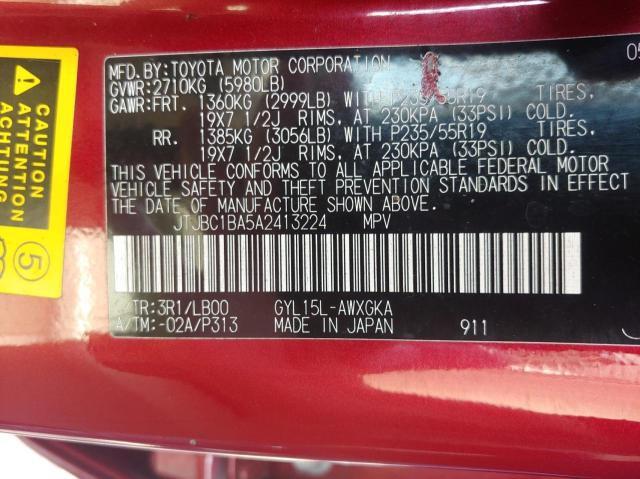 MFD.BY:TOYOTA MOTOR CORPORATION 05
GVWR:2710KG (5980LB)
GAWR:FRT. 1360KG (2999LB) WITH P235/55R19 TIRES,
19X7 1/2J RIMS, AT 230KPA (33PSI) COLD.
RR. 1385KG (3056LB) WITH P235/55R19 TIRES,
19X7 1/2J RIMS, AT 230KPA (33PSI) COLD.
THIS VEHICLE CONFORMS TO ALL APPLICABLE FEDERAL MOTOR
VEHICLE SAFETY AND THEFT PREVENTION STANDARDS IN EFFECT
THE DATE OF MANUFACTURE SHOWN ABOVE.
JTJBC1BA5A2413224 MPV
TR:3R1/LB00 GYL15L-AWXGKA
A/TM:-02A/P313 MADE IN JAPAN 911
CAUTION
ATTENTION
ACHTUNG
5